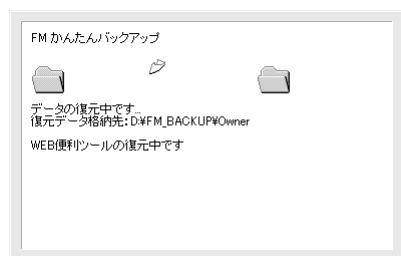 FM かんたんバックアップ
データの復元中です...
復元データ格納先：D:¥FM_BACKUP¥Owner
WEB便利ツールの復元中です